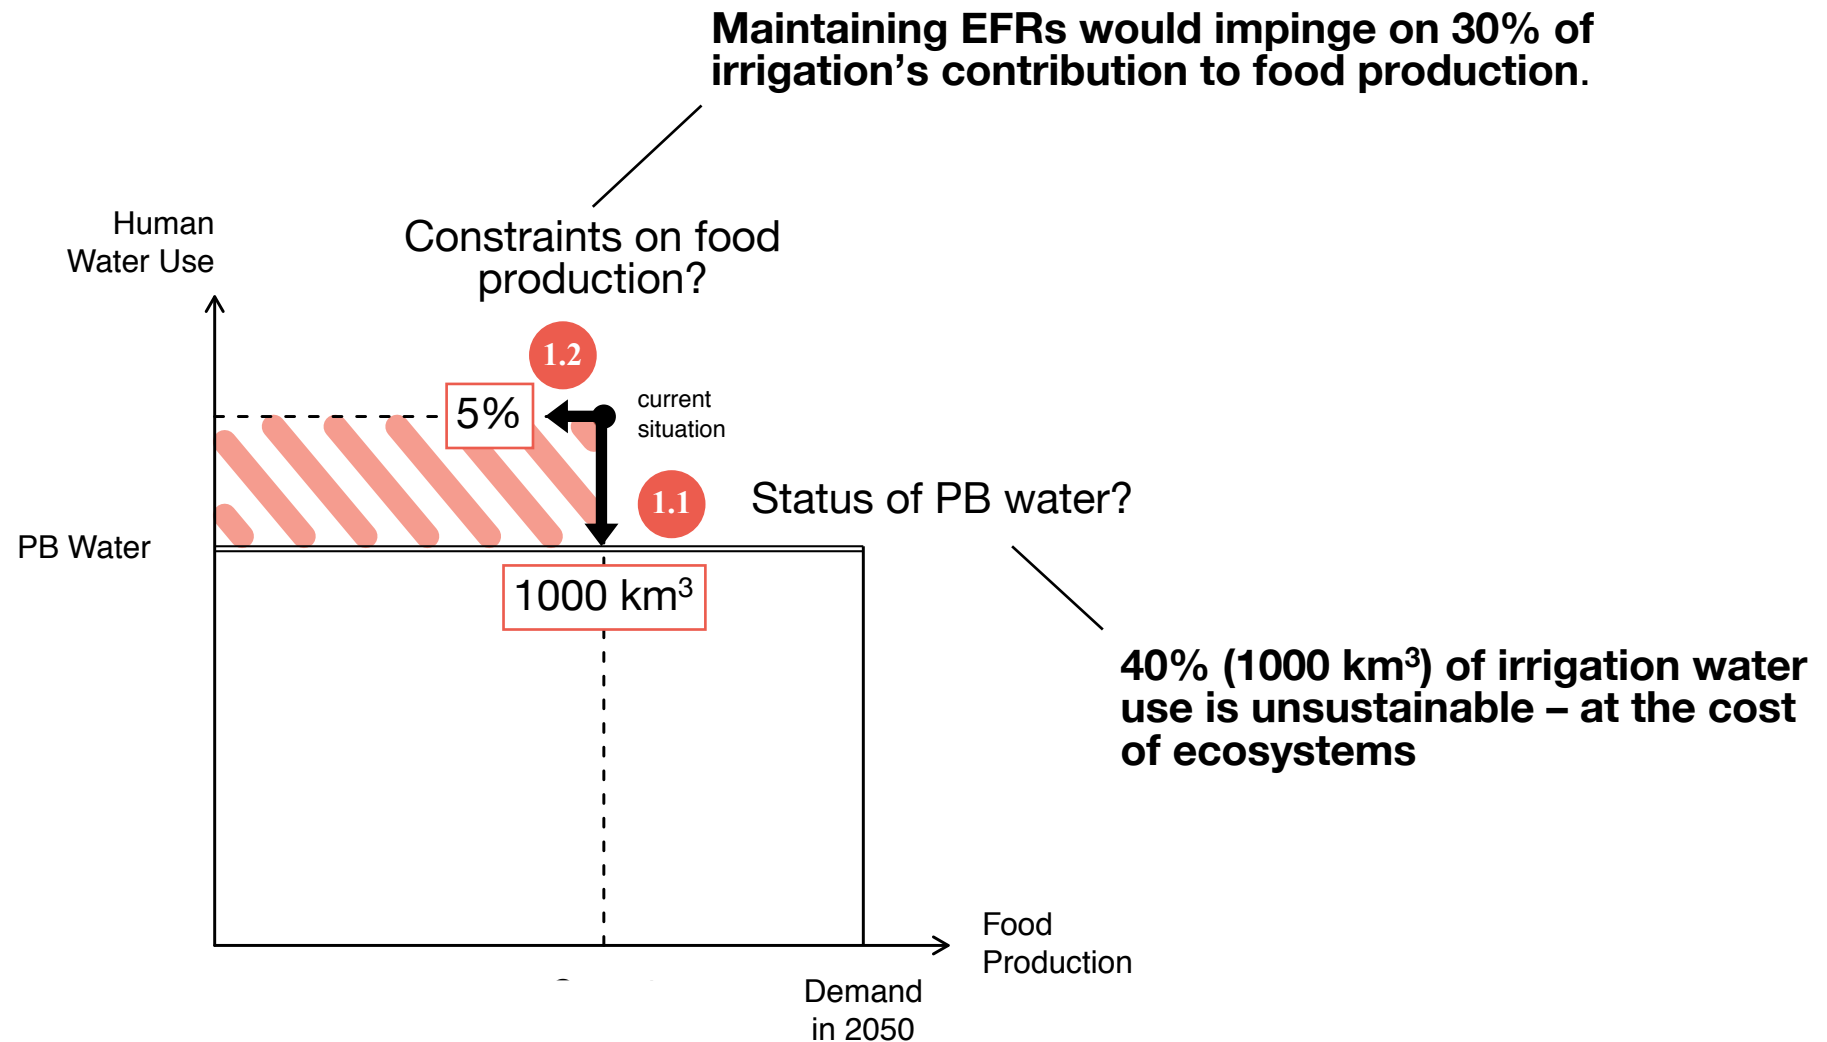 Maintaining EFRs would impinge on 30% of
irrigation’s contribution to food production.
Human
Water Use
Constraints on food
production?
1.2
5%
current
situation
1.1
Status of PB water?
PB Water
1000 km³
40% (1000 km³) of irrigation water
use is unsustainable – at the cost
of ecosystems
Food
Production
Demand
in 2050